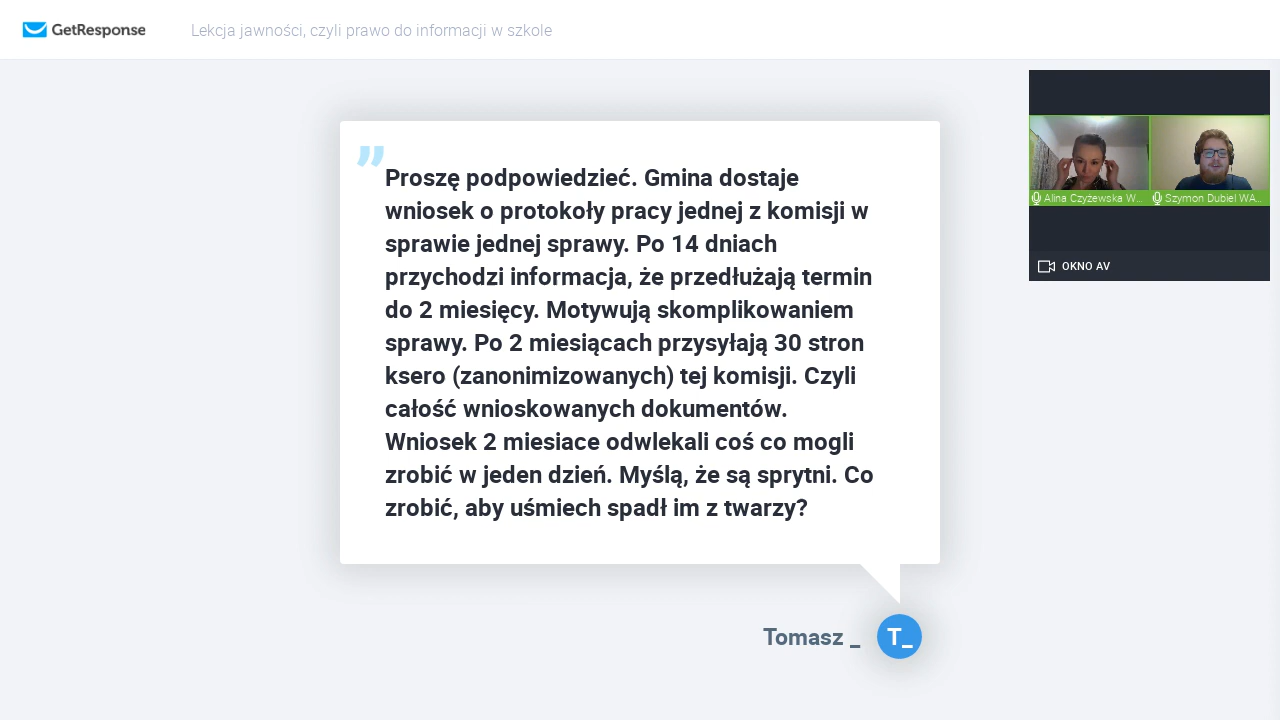 GetResponse
Lekcja jawności, czyli prawo do informacji w szkole
Proszę podpowiedzieć. Gmina dostaje
wniosek o protokoły pracy jednej z komisji w
sprawie jednej sprawy. Po 14 dniach
przychodzi informacja, że przedłużają termin
do 2 miesięcy. Motywują skomplikowaniem
sprawy. Po 2 miesiącach przysyłają 30 stron
ksero (zanonimizowanych) tej komisji. Czyli
całość wnioskowanych dokumentów.
Wniosek 2 miesiace odwlekali coś co mogli
zrobić w jeden dzień. Myślą, że są sprytni. Co
zrobić, aby uśmiech spadł im z twarzy?
Tomasz _
T_
Alina Czyżewska W...
Szymon Dubiel WA...
OKNO AV